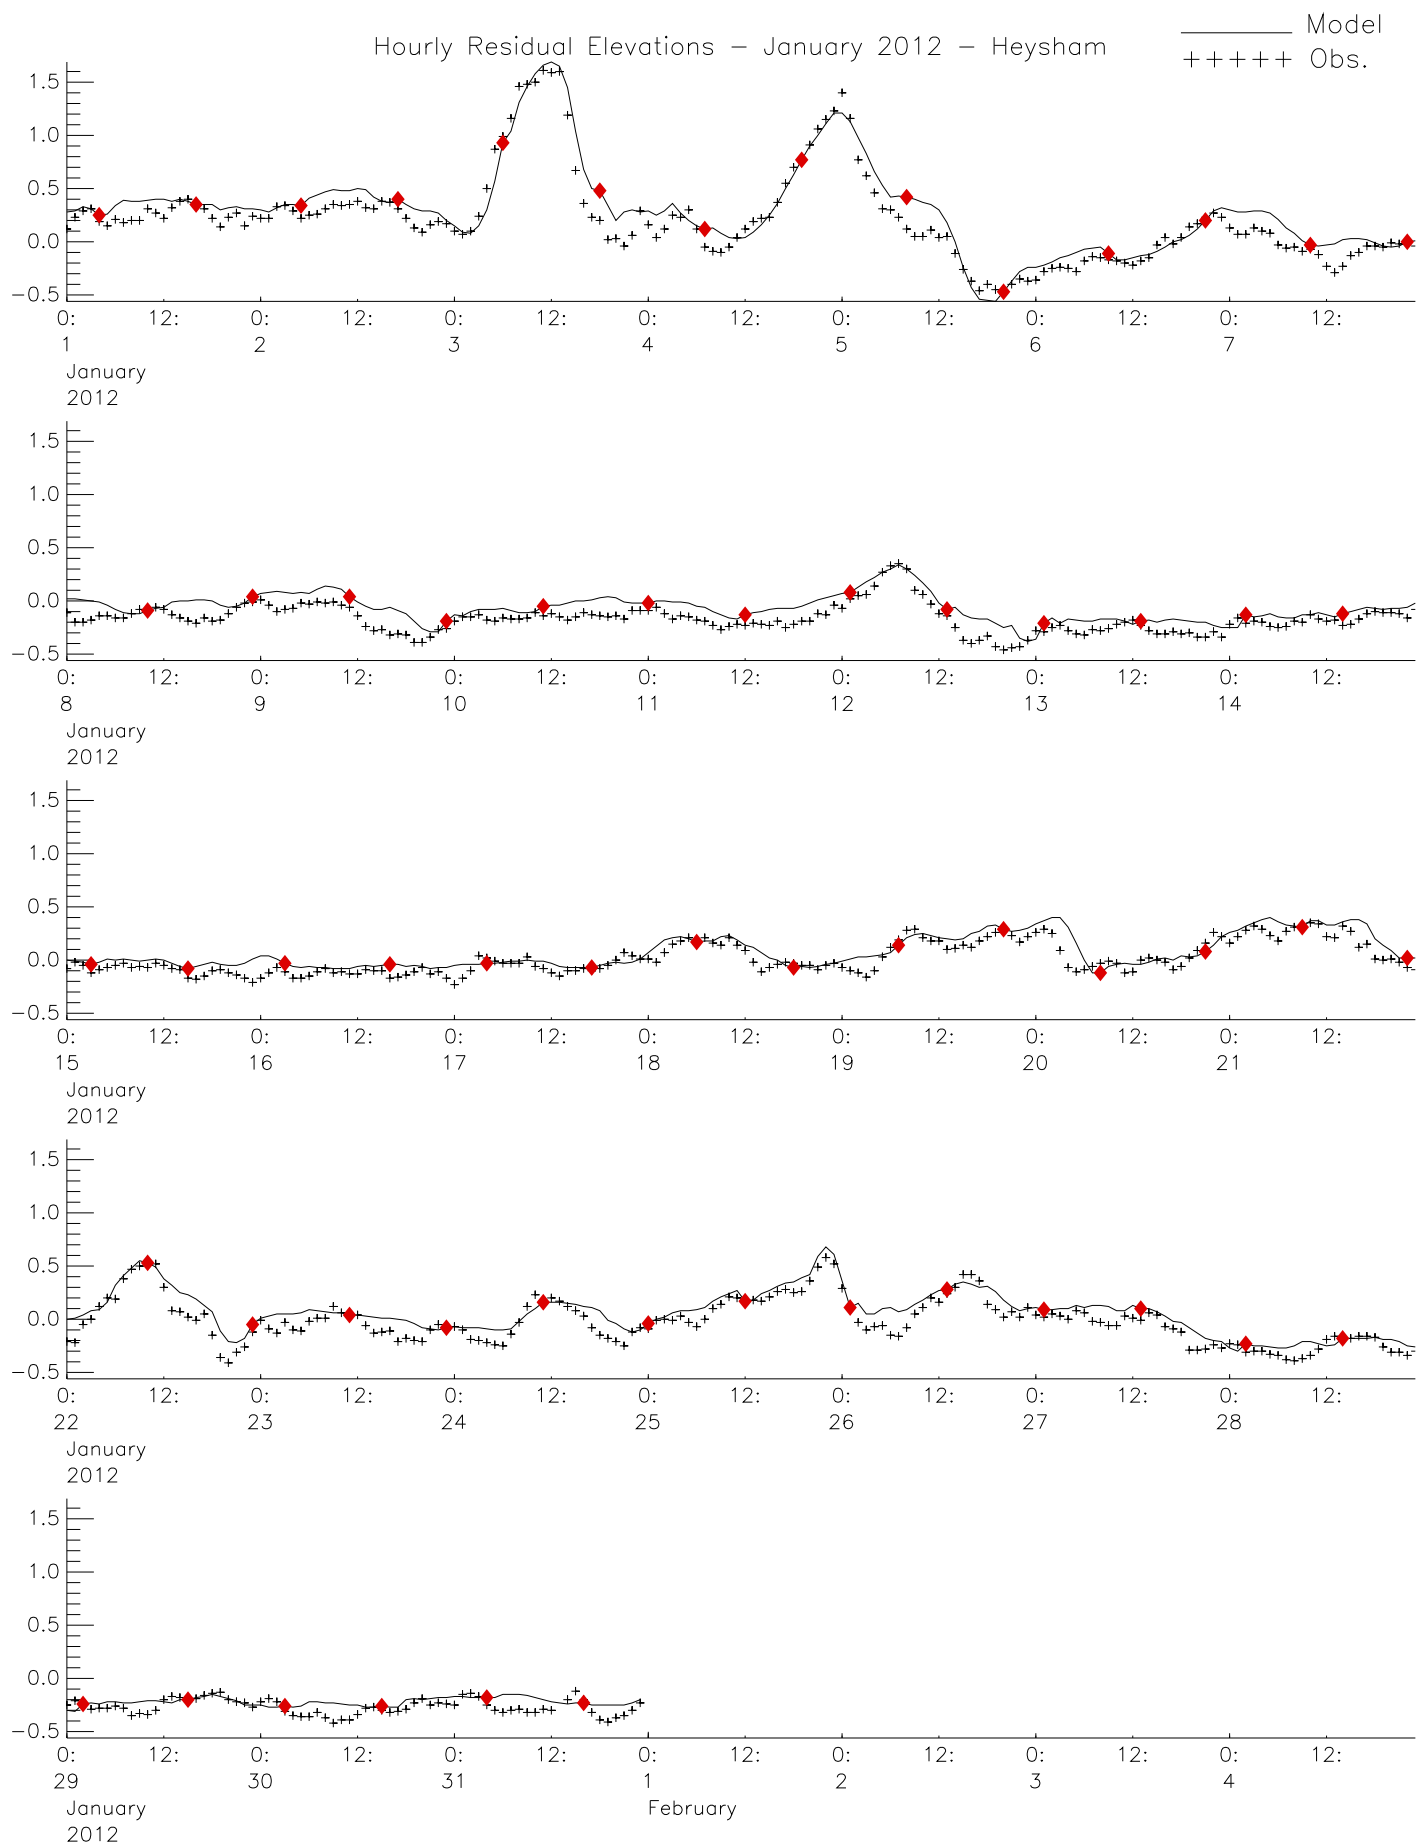 Hourly Residual Elevations – January 2012 – Heysham
Model
+++++ Obs.
1.5
1.0
0.5
0.0
−0.5
0: 12: 0: 12: 0: 12: 0: 12: 0: 12: 0: 12: 0: 12:
1 2 3 4 5 6 7
January
2012
1.5
1.0
0.5
0.0
−0.5
0: 12: 0: 12: 0: 12: 0: 12: 0: 12: 0: 12: 0: 12:
8 9 10 11 12 13 14
January
2012
1.5
1.0
0.5
0.0
−0.5
0: 12: 0: 12: 0: 12: 0: 12: 0: 12: 0: 12: 0: 12:
15 16 17 18 19 20 21
January
2012
1.5
1.0
0.5
0.0
−0.5
0: 12: 0: 12: 0: 12: 0: 12: 0: 12: 0: 12: 0: 12:
22 23 24 25 26 27 28
January
2012
1.5
1.0
0.5
0.0
−0.5
0: 12: 0: 12: 0: 12: 0: 12: 0: 12: 0: 12: 0: 12:
29 30 31 1 2 3 4
January February
2012